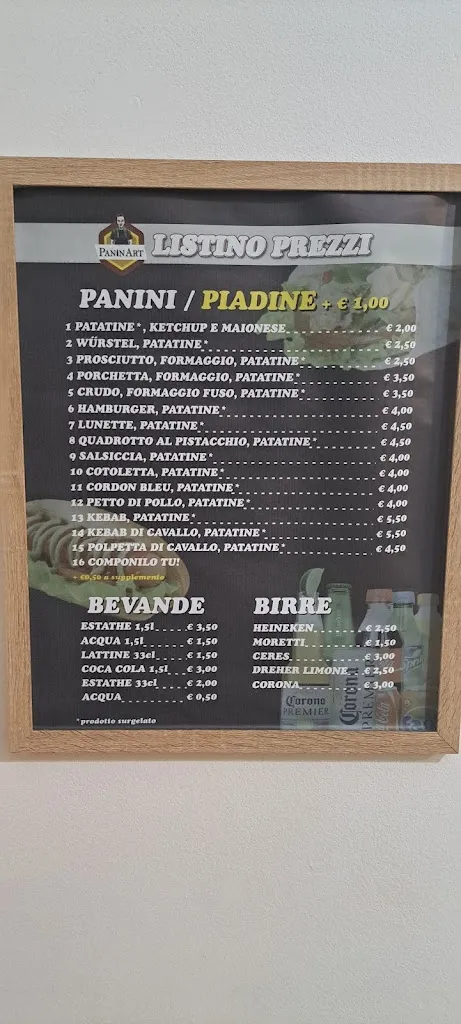 PANINART
LISTINO PREZZI
PANINI / PIADINE + € 1,00
1 PATATINE*, KETCHUP E MAIONESE € 2,00
2 WÜRSTEL, PATATINE* € 2,50
3 PROSCIUTTO, FORMAGGIO, PATATINE* € 2,50
4 PORCHETTA, FORMAGGIO, PATATINE* € 3,50
5 CRUDO, FORMAGGIO FUSO, PATATINE* € 3,50
6 HAMBURGER, PATATINE* € 4,00
7 LUNETTE, PATATINE* € 4,50
8 QUADROTTO AL PISTACCHIO, PATATINE* € 4,50
9 SALSICCIA, PATATINE* € 4,00
10 COTOLETTA, PATATINE* € 4,00
11 CORDON BLEU, PATATINE* € 4,00
12 PETTO DI POLLO, PATATINE* € 4,00
13 KEBAB, PATATINE* € 5,50
14 KEBAB DI CAVALLO, PATATINE* € 5,50
15 POLPETTA DI CAVALLO, PATATINE* € 4,50
16 COMPONILO TU!
+ €0,50 a supplemento
BEVANDE
ESTATHE 1,5l € 3,50
ACQUA 1,5l € 1,50
LATTINE 33cl € 1,50
COCA COLA 1,5l € 3,00
ESTATHE 33cl € 2,00
ACQUA € 0,50
BIRRE
HEINEKEN € 2,50
MORETTI € 1,50
CERES € 3,00
DREHER LIMONE € 2,50
CORONA € 3,00
Corona
PREMIER
Corona
*prodotto surgelato